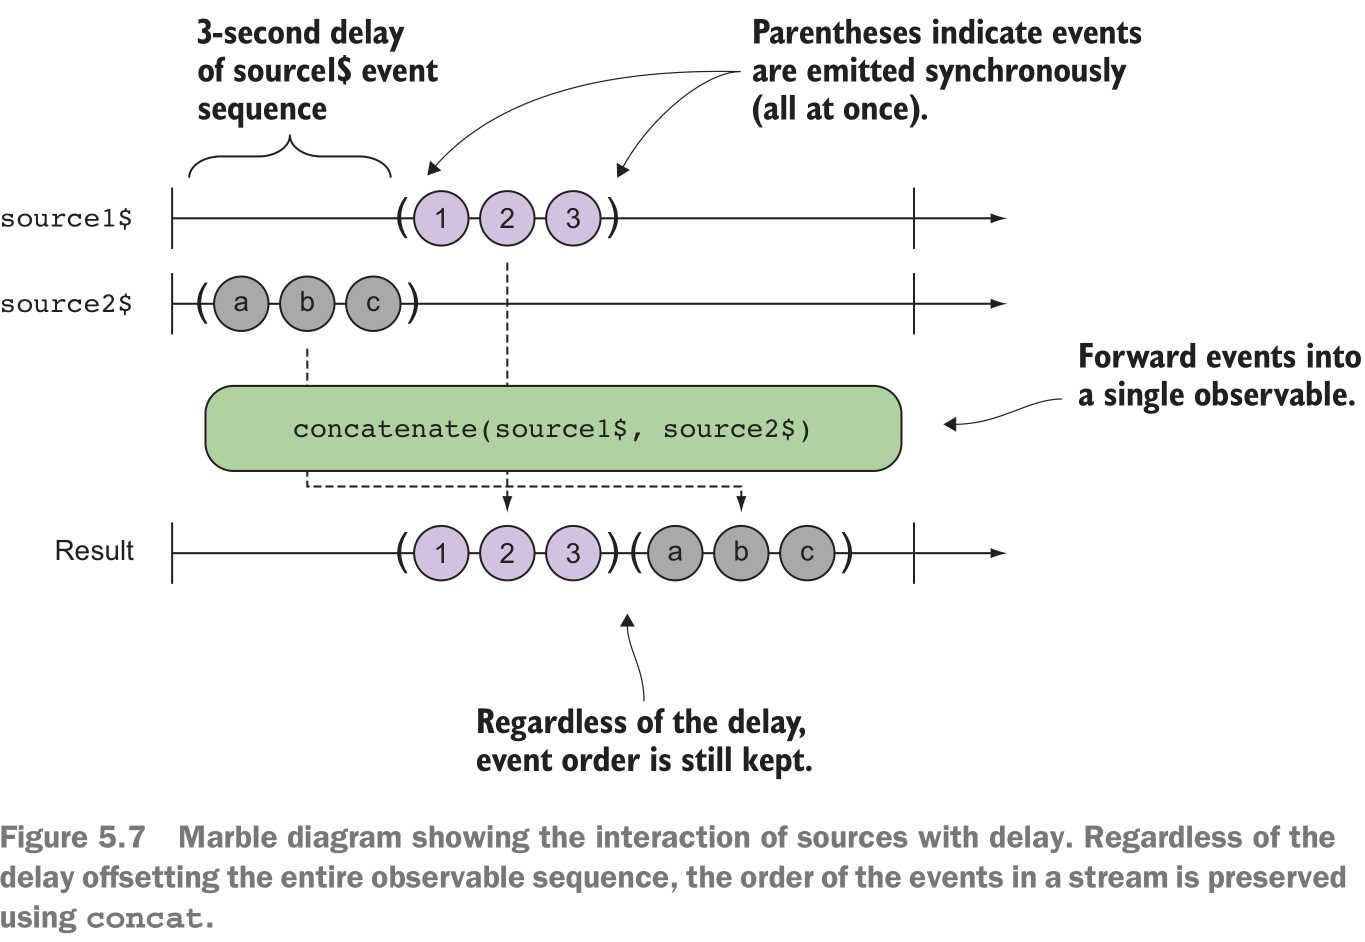 3-second delay
of source1$ event
sequence
Parentheses indicate events
are emitted synchronously
(all at once).
source1$
( 1 2 3 )
source2$
( a b c )
Forward events into
a single observable.
concatenate(source1$, source2$)
Result
( 1 2 3 ) ( a b c )
Regardless of the delay,
event order is still kept.
Figure 5.7 Marble diagram showing the interaction of sources with delay. Regardless of the
delay offsetting the entire observable sequence, the order of the events in a stream is preserved
using concat.